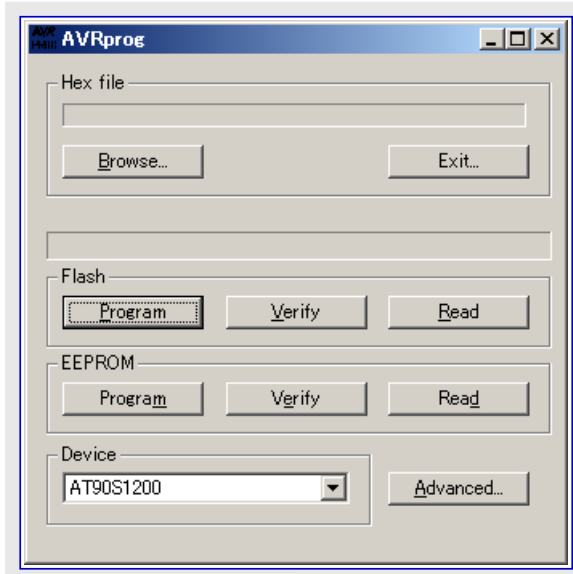 AVRprog
Hex file
Browse... Exit...
Flash
Program Verify Read
EEPROM
Program Verify Read
Device
AT90S1200 Advanced...